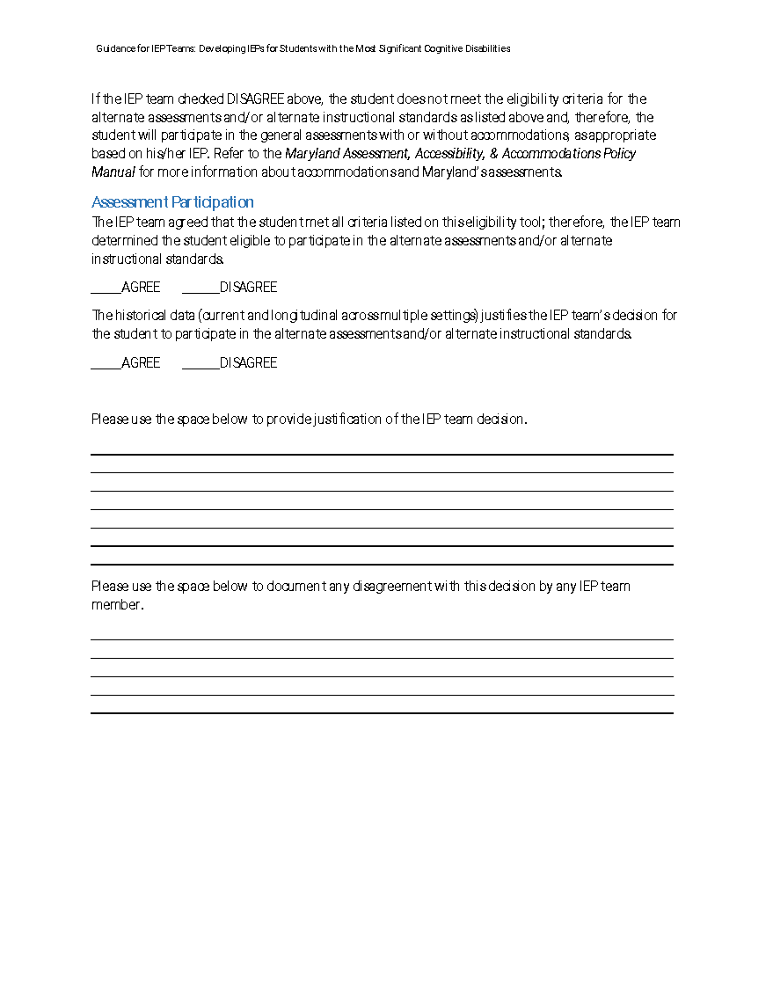 Guidance for IEP Teams: Developing IEPs for Students with the Most Significant Cognitive Disabilities
If the IEP team checked DISAGREE above, the student does not meet the eligibility criteria for the
alternate assessments and/or alternate instructional standards as listed above and, therefore, the
student will participate in the general assessments with or without accommodations, as appropriate
based on his/her IEP. Refer to the Maryland Assessment, Accessibility, & Accommodations Policy
Manual for more information about accommodations and Maryland's assessments.
Assessment Participation
The IEP team agreed that the student met all criteria listed on this eligibility tool; therefore, the IEP team
determined the student eligible to participate in the alternate assessments and/or alternate
instructional standards.
____AGREE _____DISAGREE
The historical data (current and longitudinal across multiple settings) justifies the IEP team's decision for
the student to participate in the alternate assessments and/or alternate instructional standards.
____AGREE _____DISAGREE
Please use the space below to provide justification of the IEP team decision.
Please use the space below to document any disagreement with this decision by any IEP team
member.